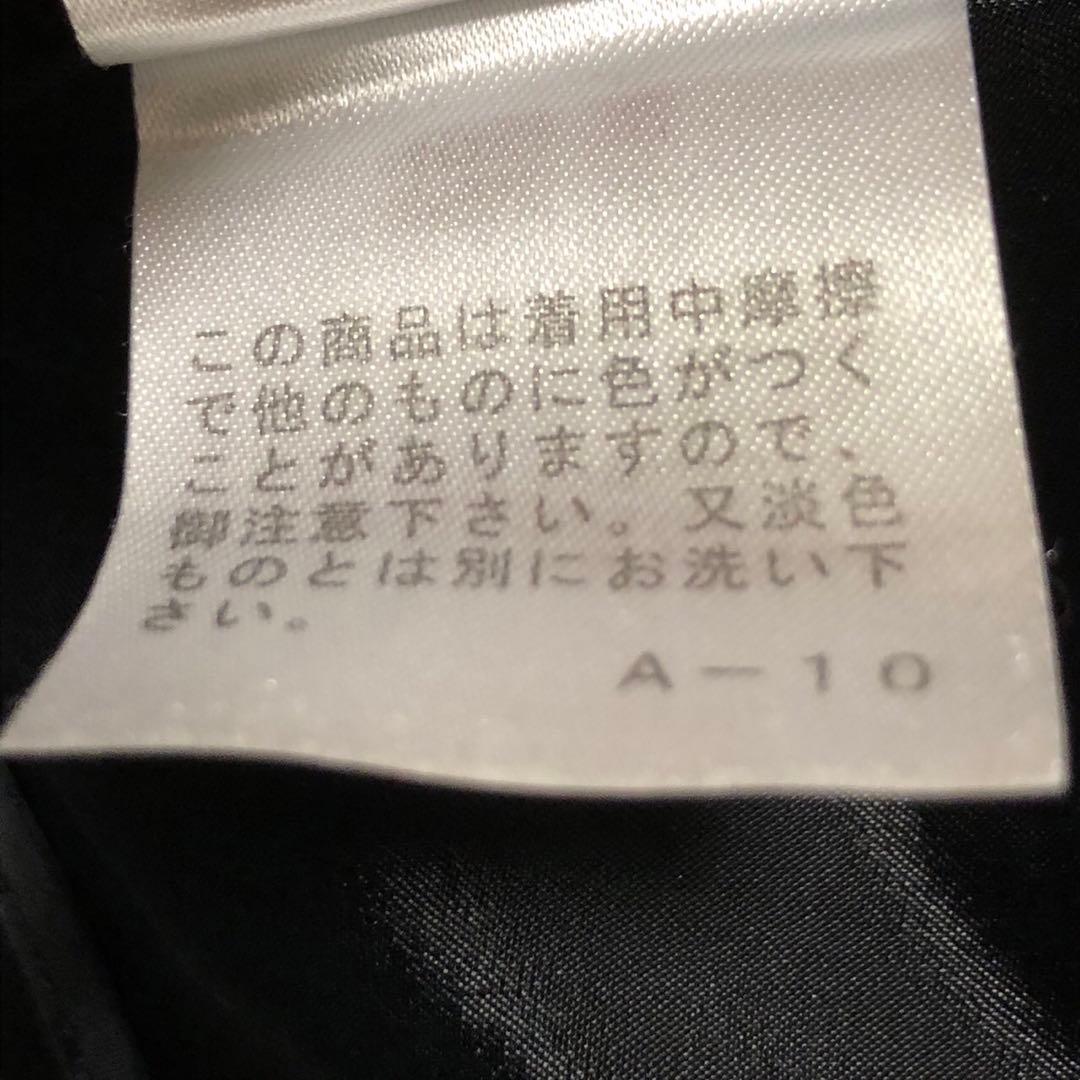 この商品は着用中摩擦
で他のものに色がつく
ことがありますので、
御注意下さい。又淡色
ものとは別にお洗い下
さい。
A－10